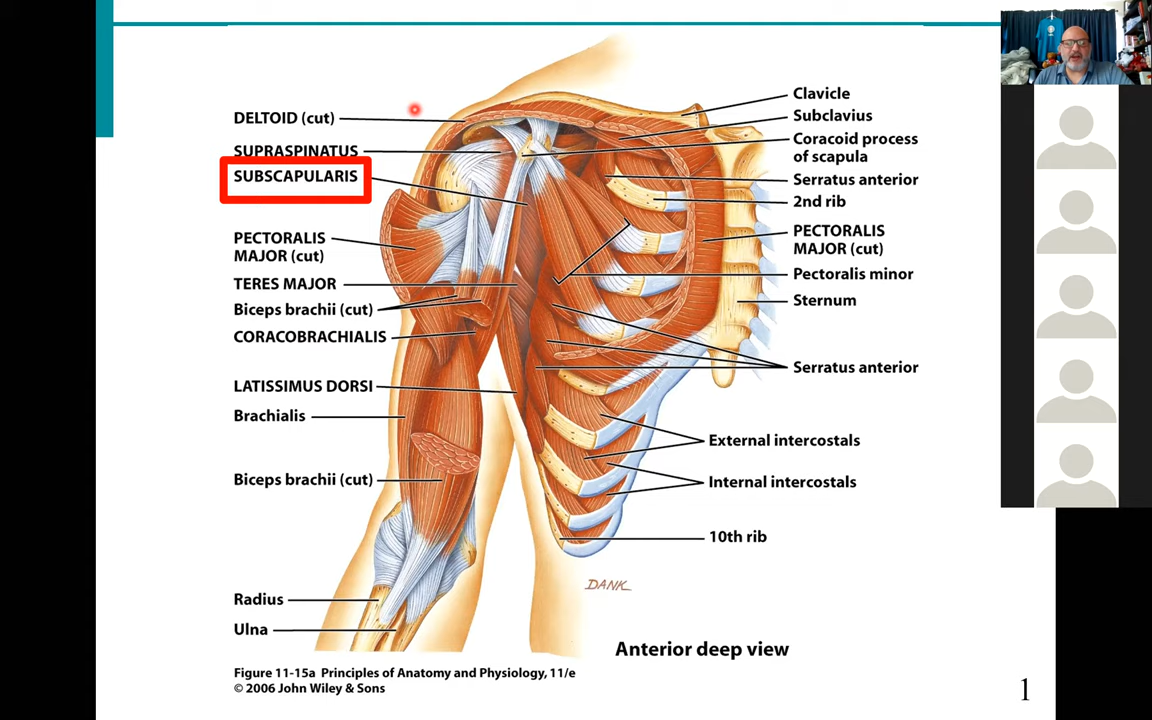 DELTOID (cut)
SUPRASPINATUS
SUBSCAPULARIS
PECTORALIS
MAJOR (cut)
TERES MAJOR
Biceps brachii (cut)
CORACOBRACHIALIS
LATISSIMUS DORSI
Brachialis
Biceps brachii (cut)
Radius
Ulna
Clavicle
Subclavius
Coracoid process
of scapula
Serratus anterior
2nd rib
PECTORALIS
MAJOR (cut)
Pectoralis minor
Sternum
Serratus anterior
External intercostals
Internal intercostals
10th rib
DANK
Anterior deep view
Figure 11-15a Principles of Anatomy and Physiology, 11/e
© 2006 John Wiley & Sons
1